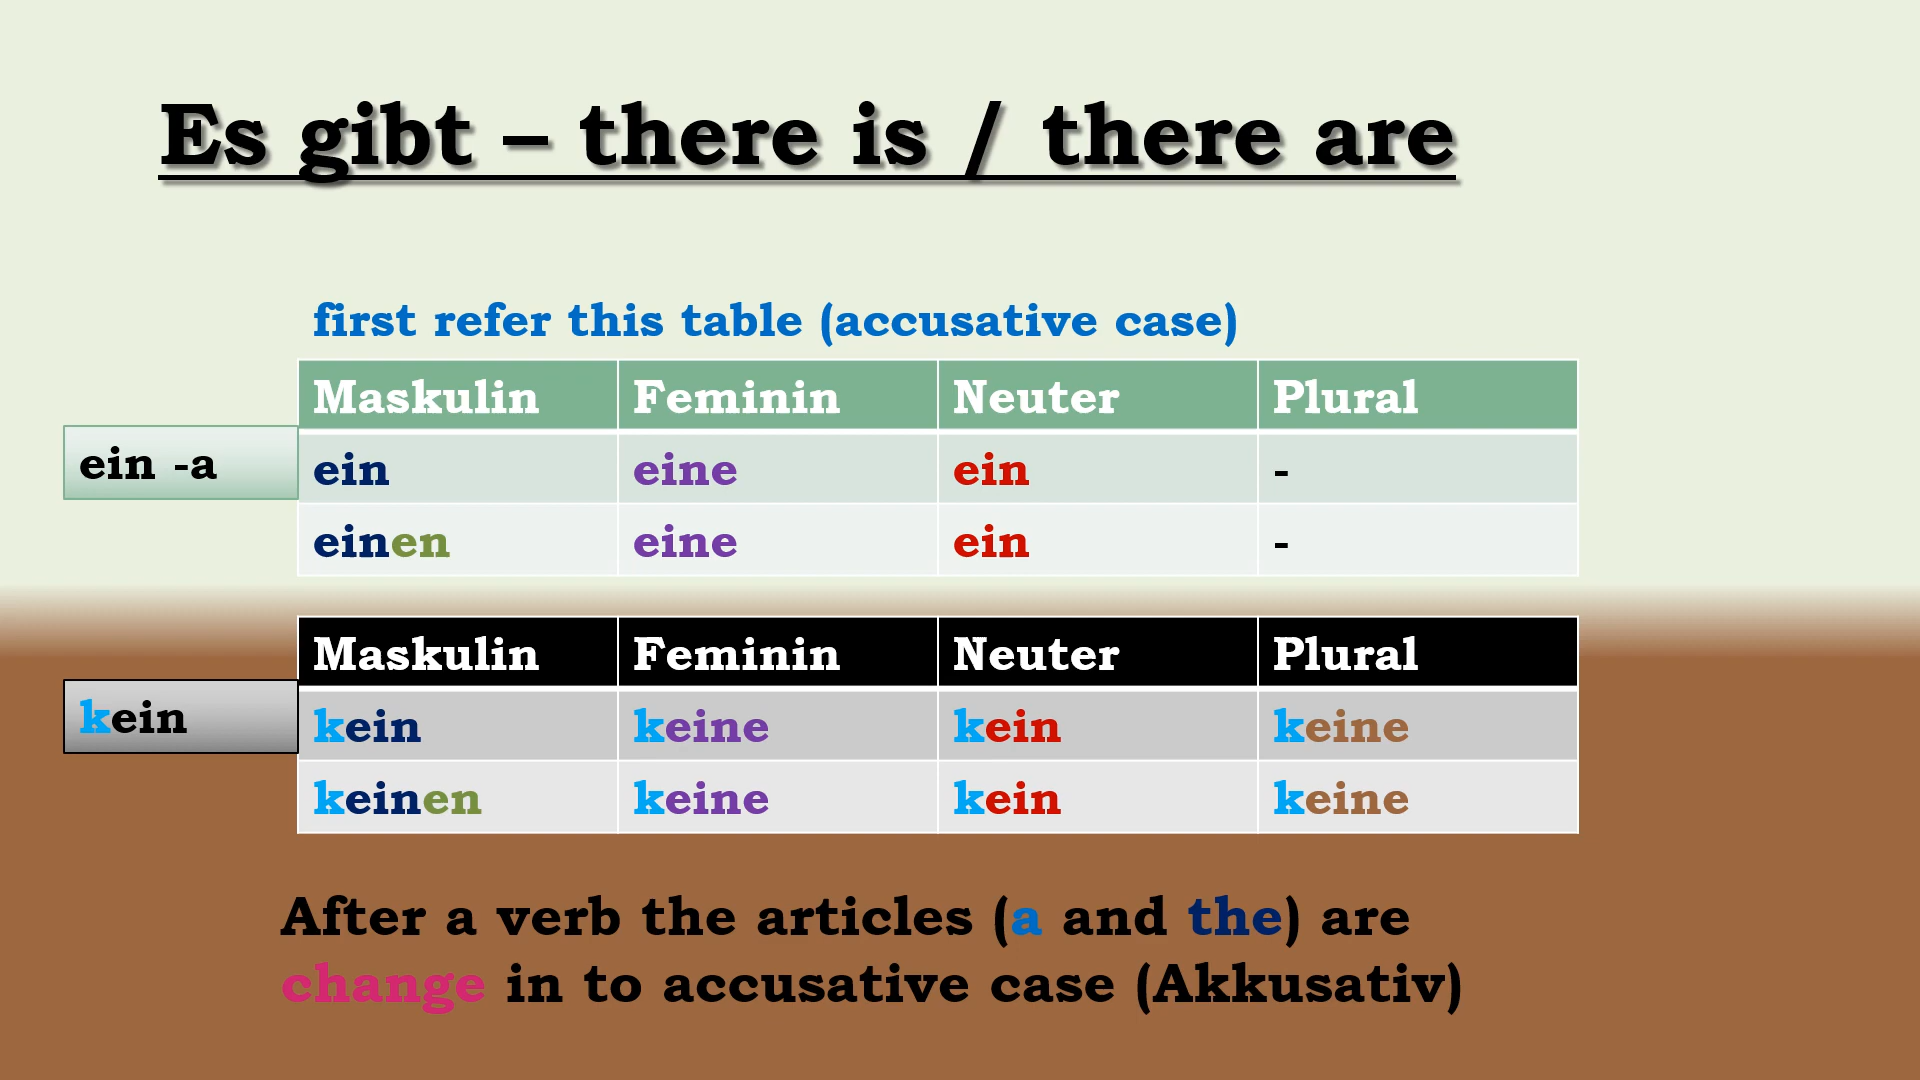 Es gibt – there is / there are
first refer this table (accusative case)
Maskulin Feminin Neuter Plural
ein -a ein eine ein -
einen eine ein -
Maskulin Feminin Neuter Plural
kein kein keine kein keine
keinen keine kein keine
After a verb the articles (a and the) are
change in to accusative case (Akkusativ)